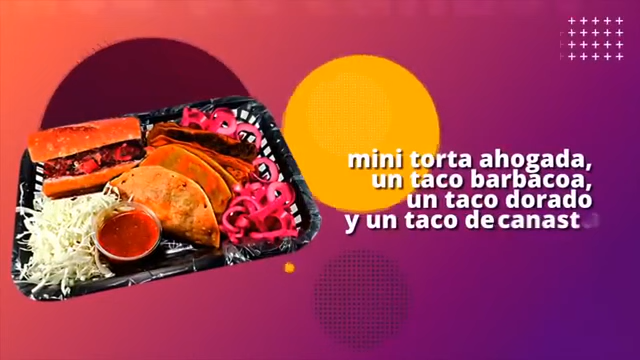 mini torta ahogada,
un taco barbacoa,
un taco dorado
y un taco de canast